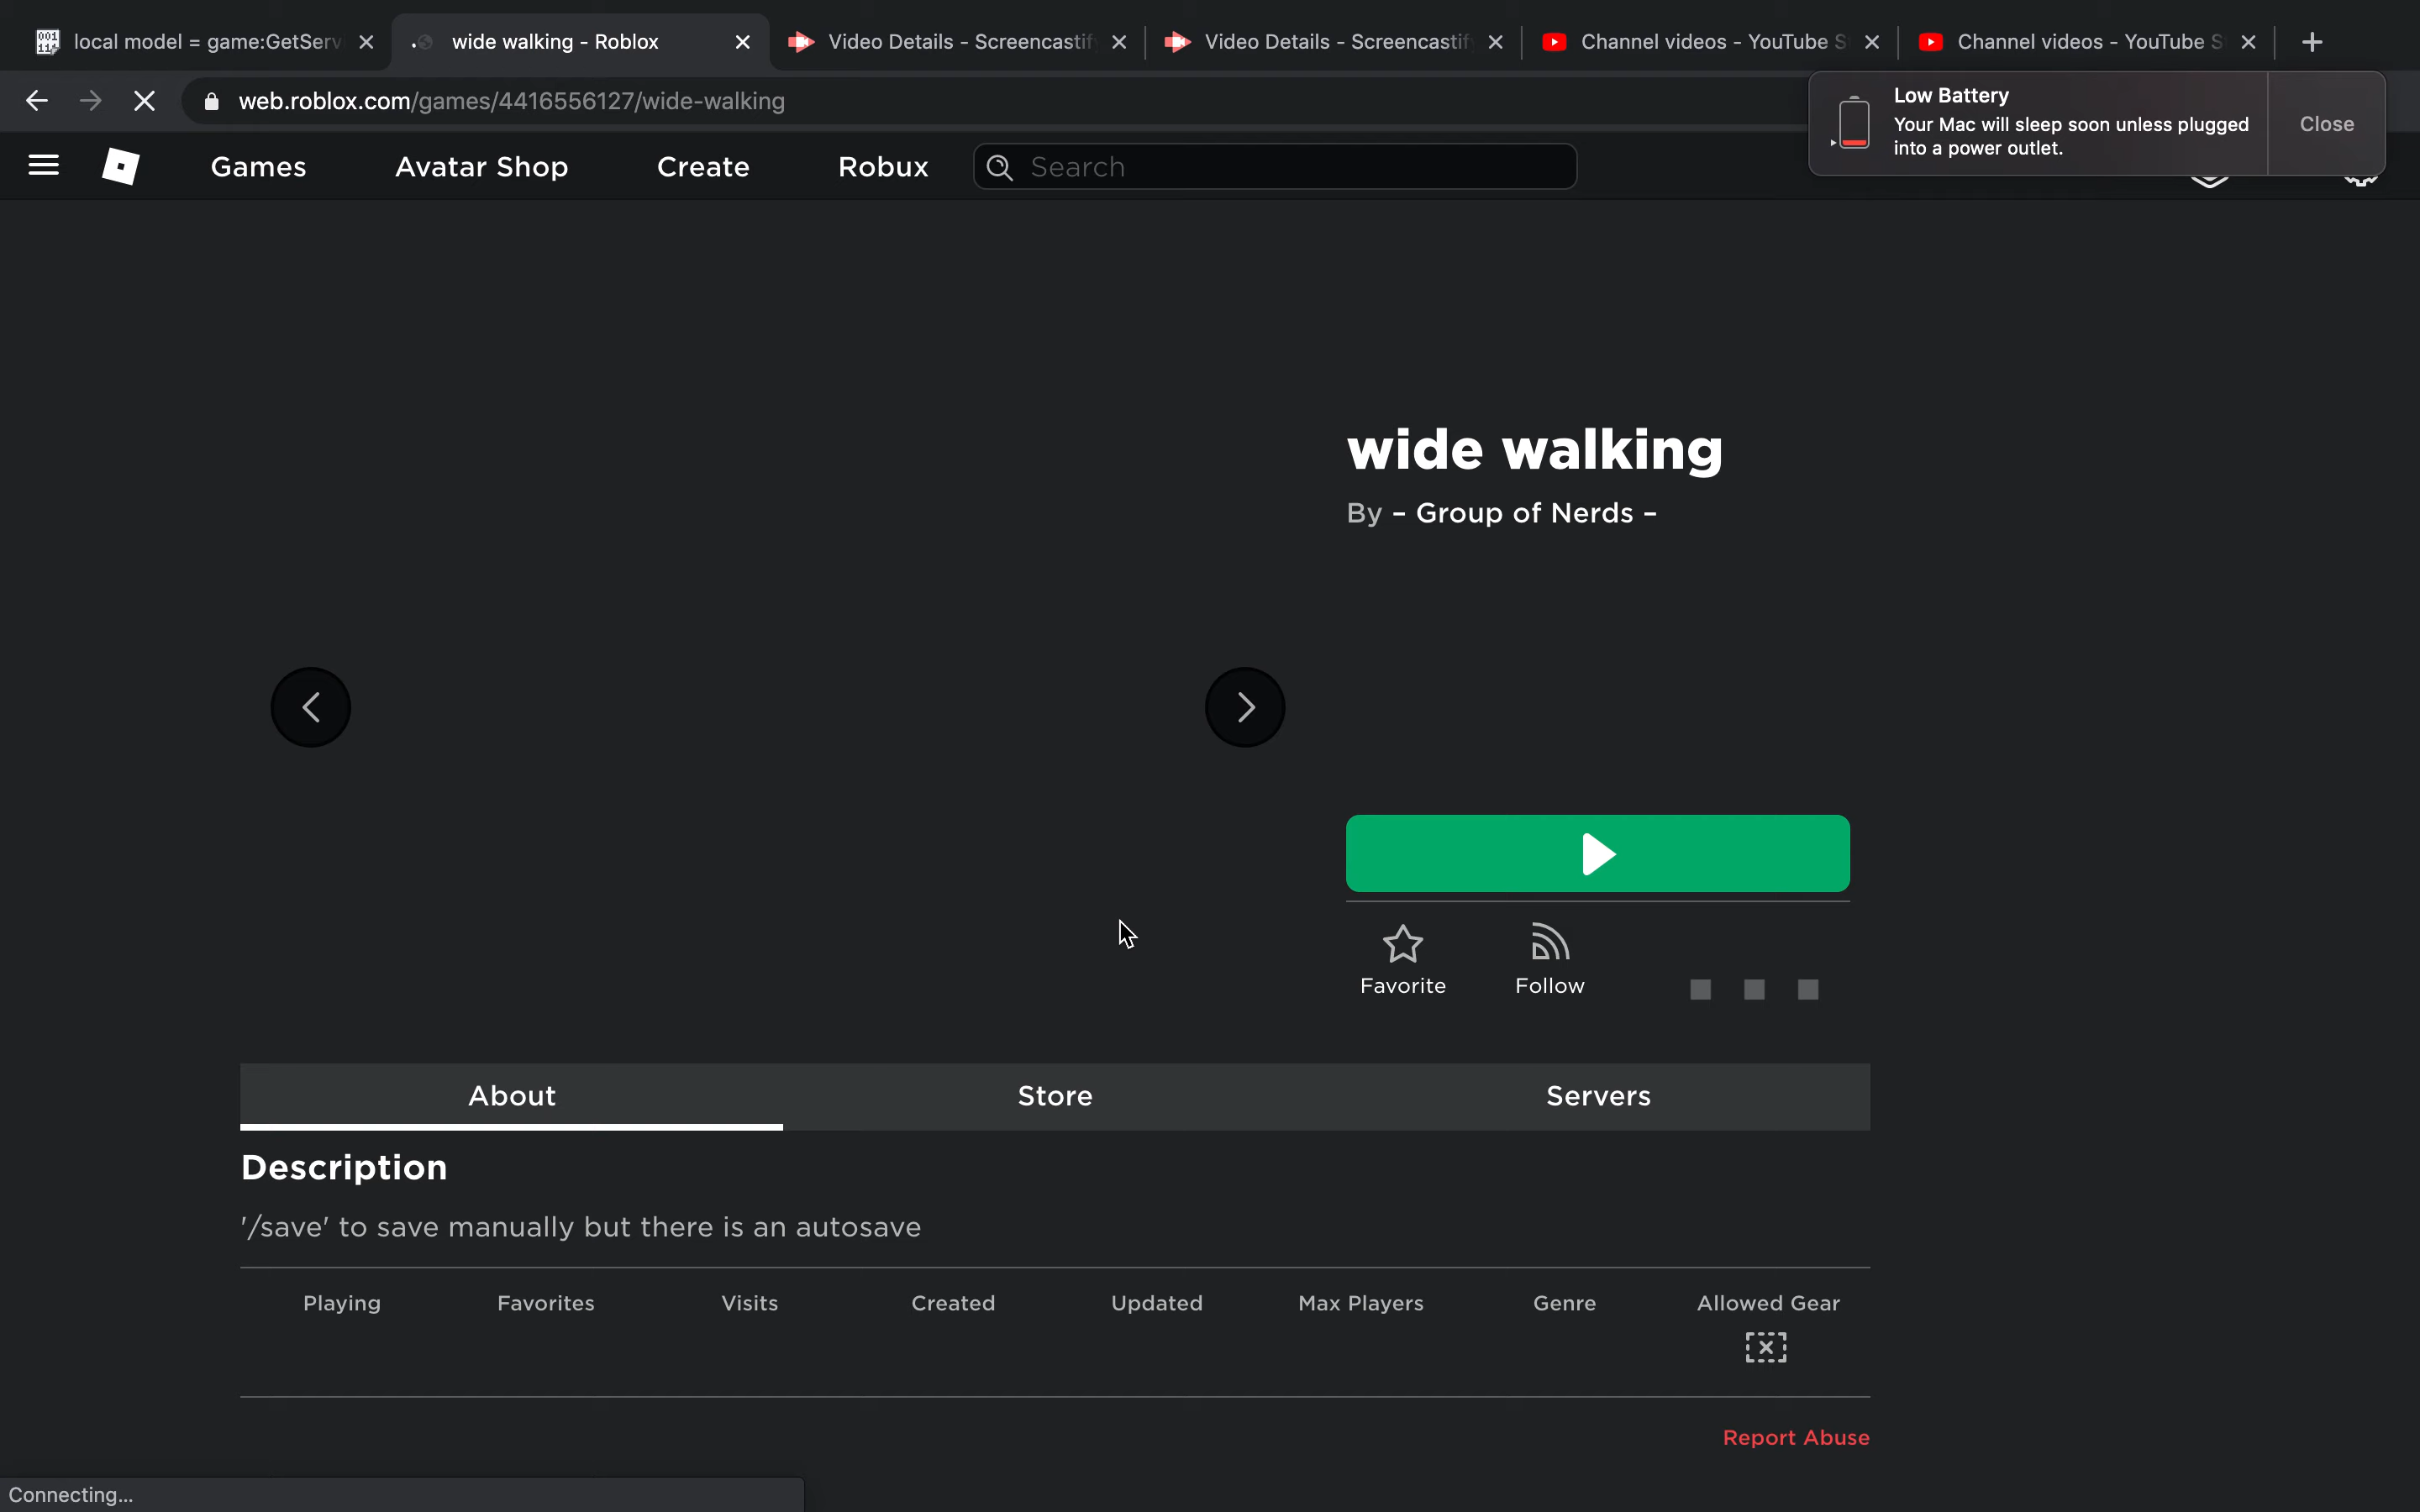 local model = game:GetServ
wide walking - Roblox
Video Details - Screencastify
Video Details - Screencastify
Channel videos - YouTube S
Channel videos - YouTube S
web.roblox.com/games/4416556127/wide-walking
Low Battery
Your Mac will sleep soon unless plugged
into a power outlet.
Close
Games
Avatar Shop
Create
Robux
Search
wide walking
By – Group of Nerds –
Favorite
Follow
About
Store
Servers
Description
'/save' to save manually but there is an autosave
Playing
Favorites
Visits
Created
Updated
Max Players
Genre
Allowed Gear
Report Abuse
Connecting...